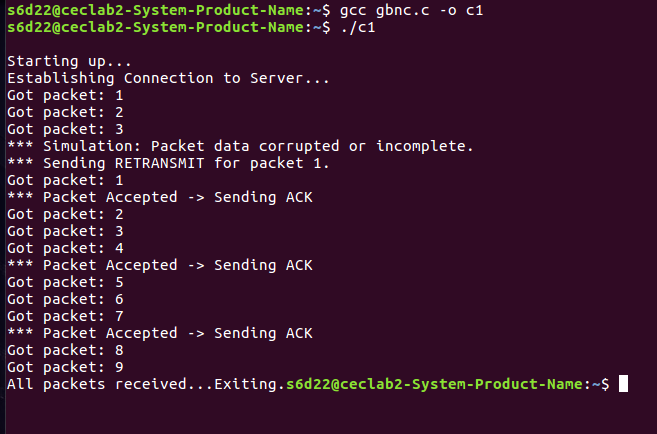 s6d22@ceclab2-System-Product-Name:~$ gcc gbnc.c -o c1
s6d22@ceclab2-System-Product-Name:~$ ./c1
Starting up...
Establishing Connection to Server...
Got packet: 1
Got packet: 2
Got packet: 3
*** Simulation: Packet data corrupted or incomplete.
*** Sending RETRANSMIT for packet 1.
Got packet: 1
*** Packet Accepted -> Sending ACK
Got packet: 2
Got packet: 3
Got packet: 4
*** Packet Accepted -> Sending ACK
Got packet: 5
Got packet: 6
Got packet: 7
*** Packet Accepted -> Sending ACK
Got packet: 8
Got packet: 9
All packets received...Exiting.s6d22@ceclab2-System-Product-Name:~$